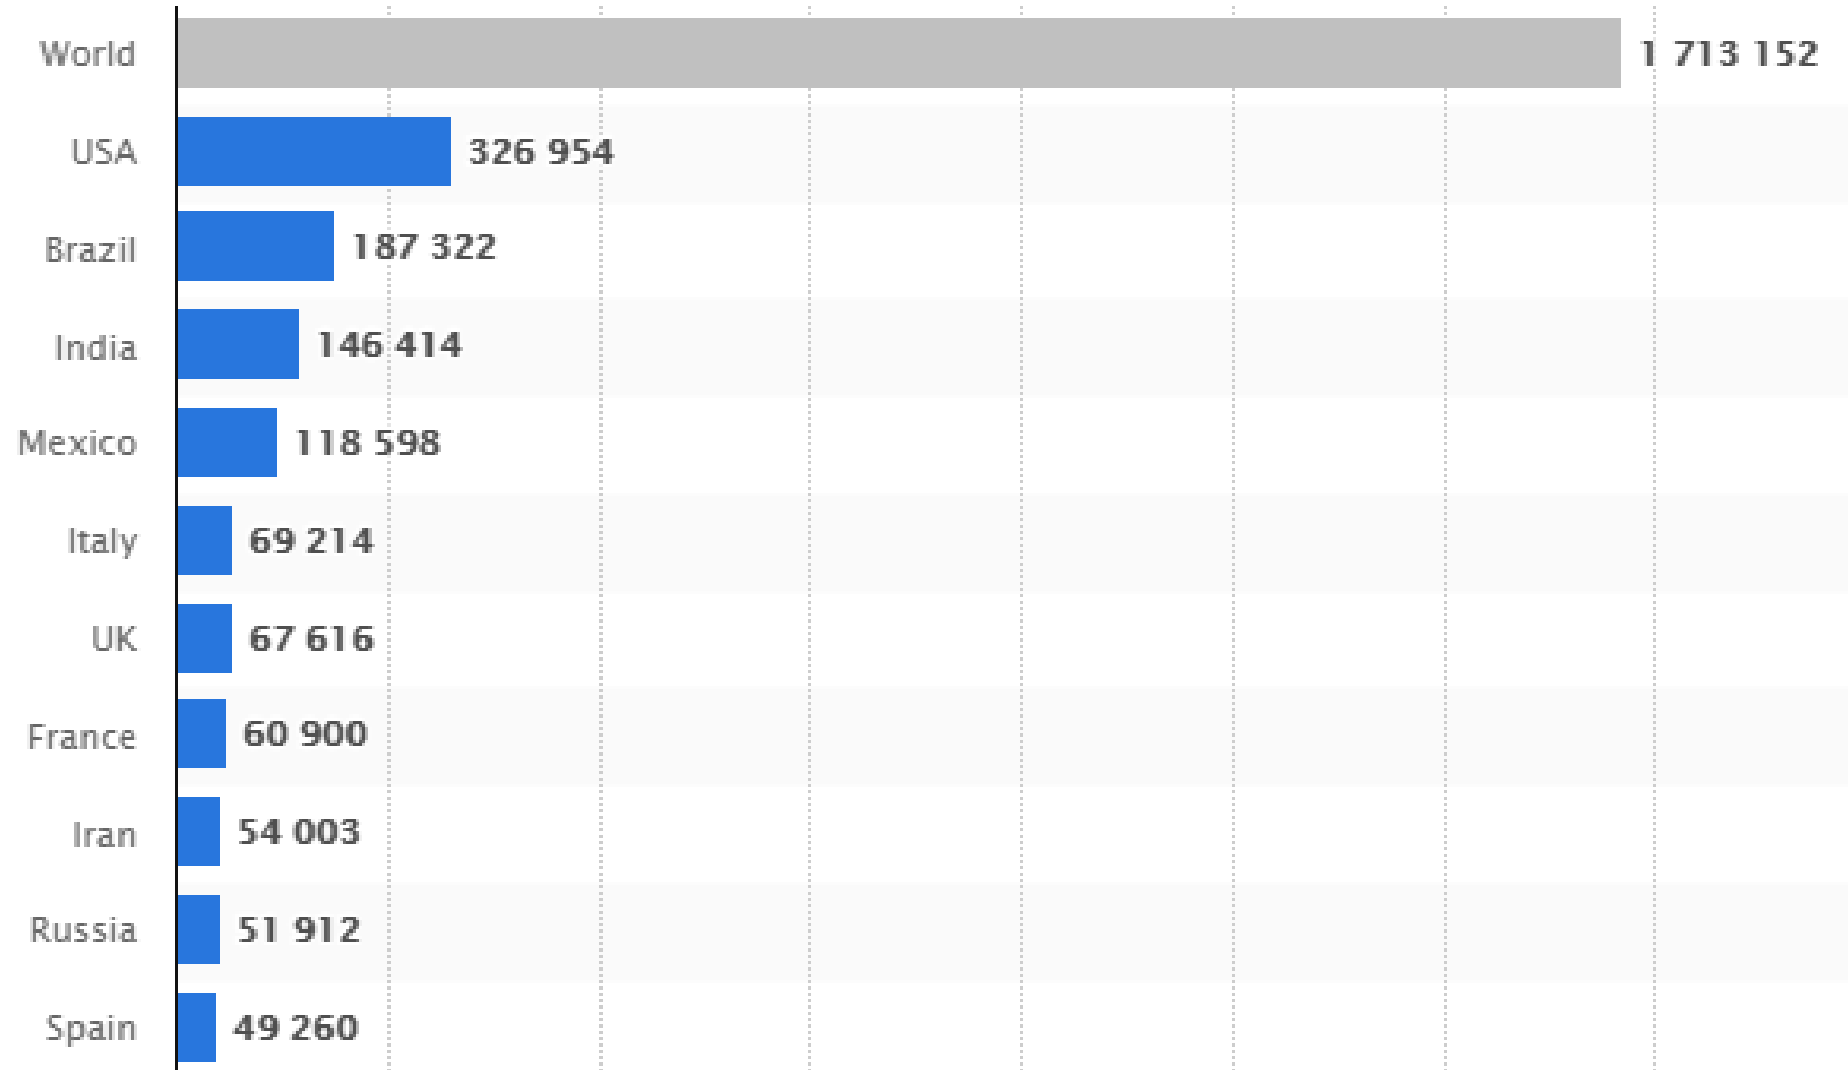 World 1 713 152
USA 326 954
Brazil 187 322
India 146 414
Mexico 118 598
Italy 69 214
UK 67 616
France 60 900
Iran 54 003
Russia 51 912
Spain 49 260